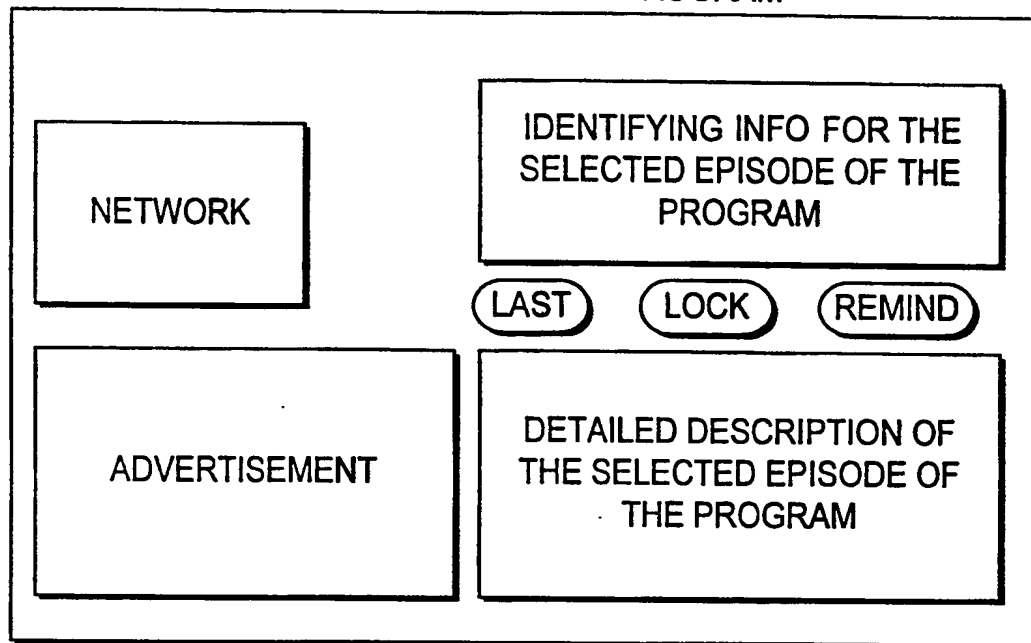 NETWORK
IDENTIFYING INFO FOR THE
SELECTED EPISODE OF THE
PROGRAM
LAST LOCK REMIND
ADVERTISEMENT
DETAILED DESCRIPTION OF
THE SELECTED EPISODE OF
THE PROGRAM